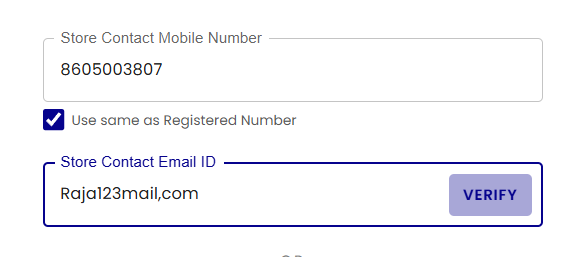 Store Contact Mobile Number
8605003807
Use same as Registered Number
Store Contact Email ID
Raja123mail,com
VERIFY